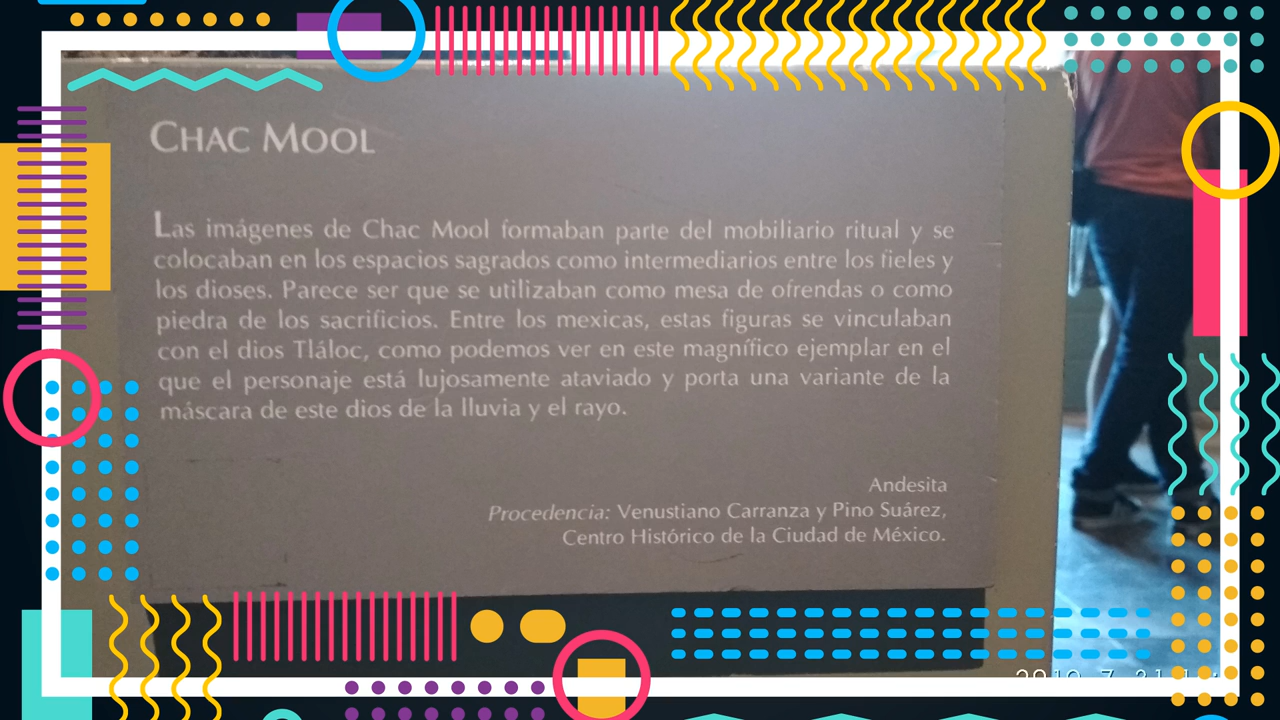 CHAC MOOL
Las imágenes de Chac Mool formaban parte del mobiliario ritual y se
colocaban en los espacios sagrados como intermediarios entre los fieles y
los dioses. Parece ser que se utilizaban como mesa de ofrendas o como
piedra de los sacrificios. Entre los mexicas, estas figuras se vinculaban
con el dios Tláloc, como podemos ver en este magnífico ejemplar en el
que el personaje está lujosamente ataviado y porta una variante de la
máscara de este dios de la lluvia y el rayo.
Andesita
Procedencia: Venustiano Carranza y Pino Suárez,
Centro Histórico de la Ciudad de México.